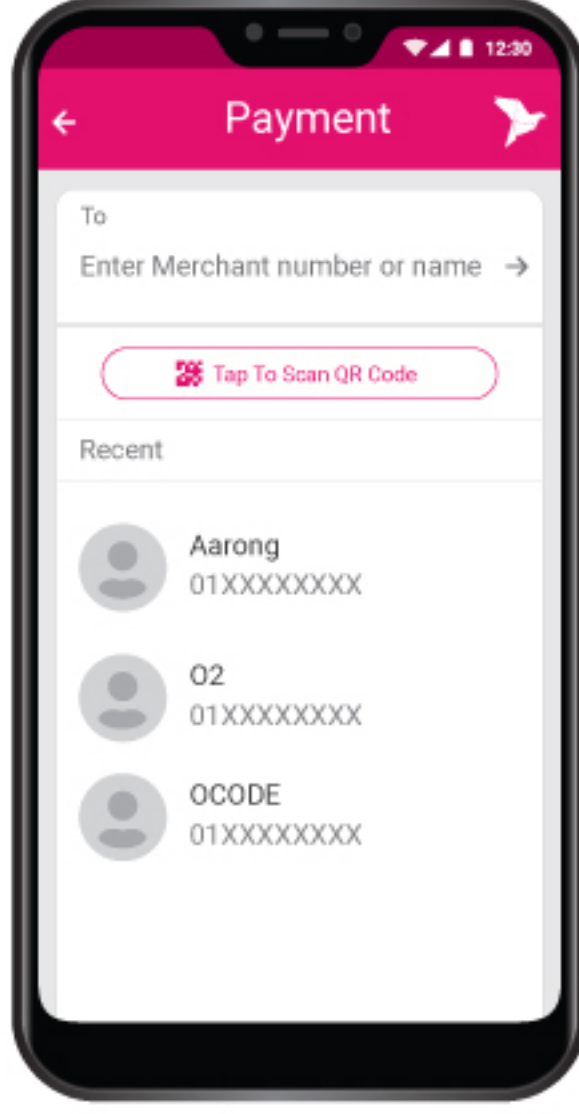 12:30
Payment
To
Enter Merchant number or name
Tap To Scan QR Code
Recent
Aarong
01XXXXXXXX
O2
01XXXXXXXX
OCODE
01XXXXXXXX